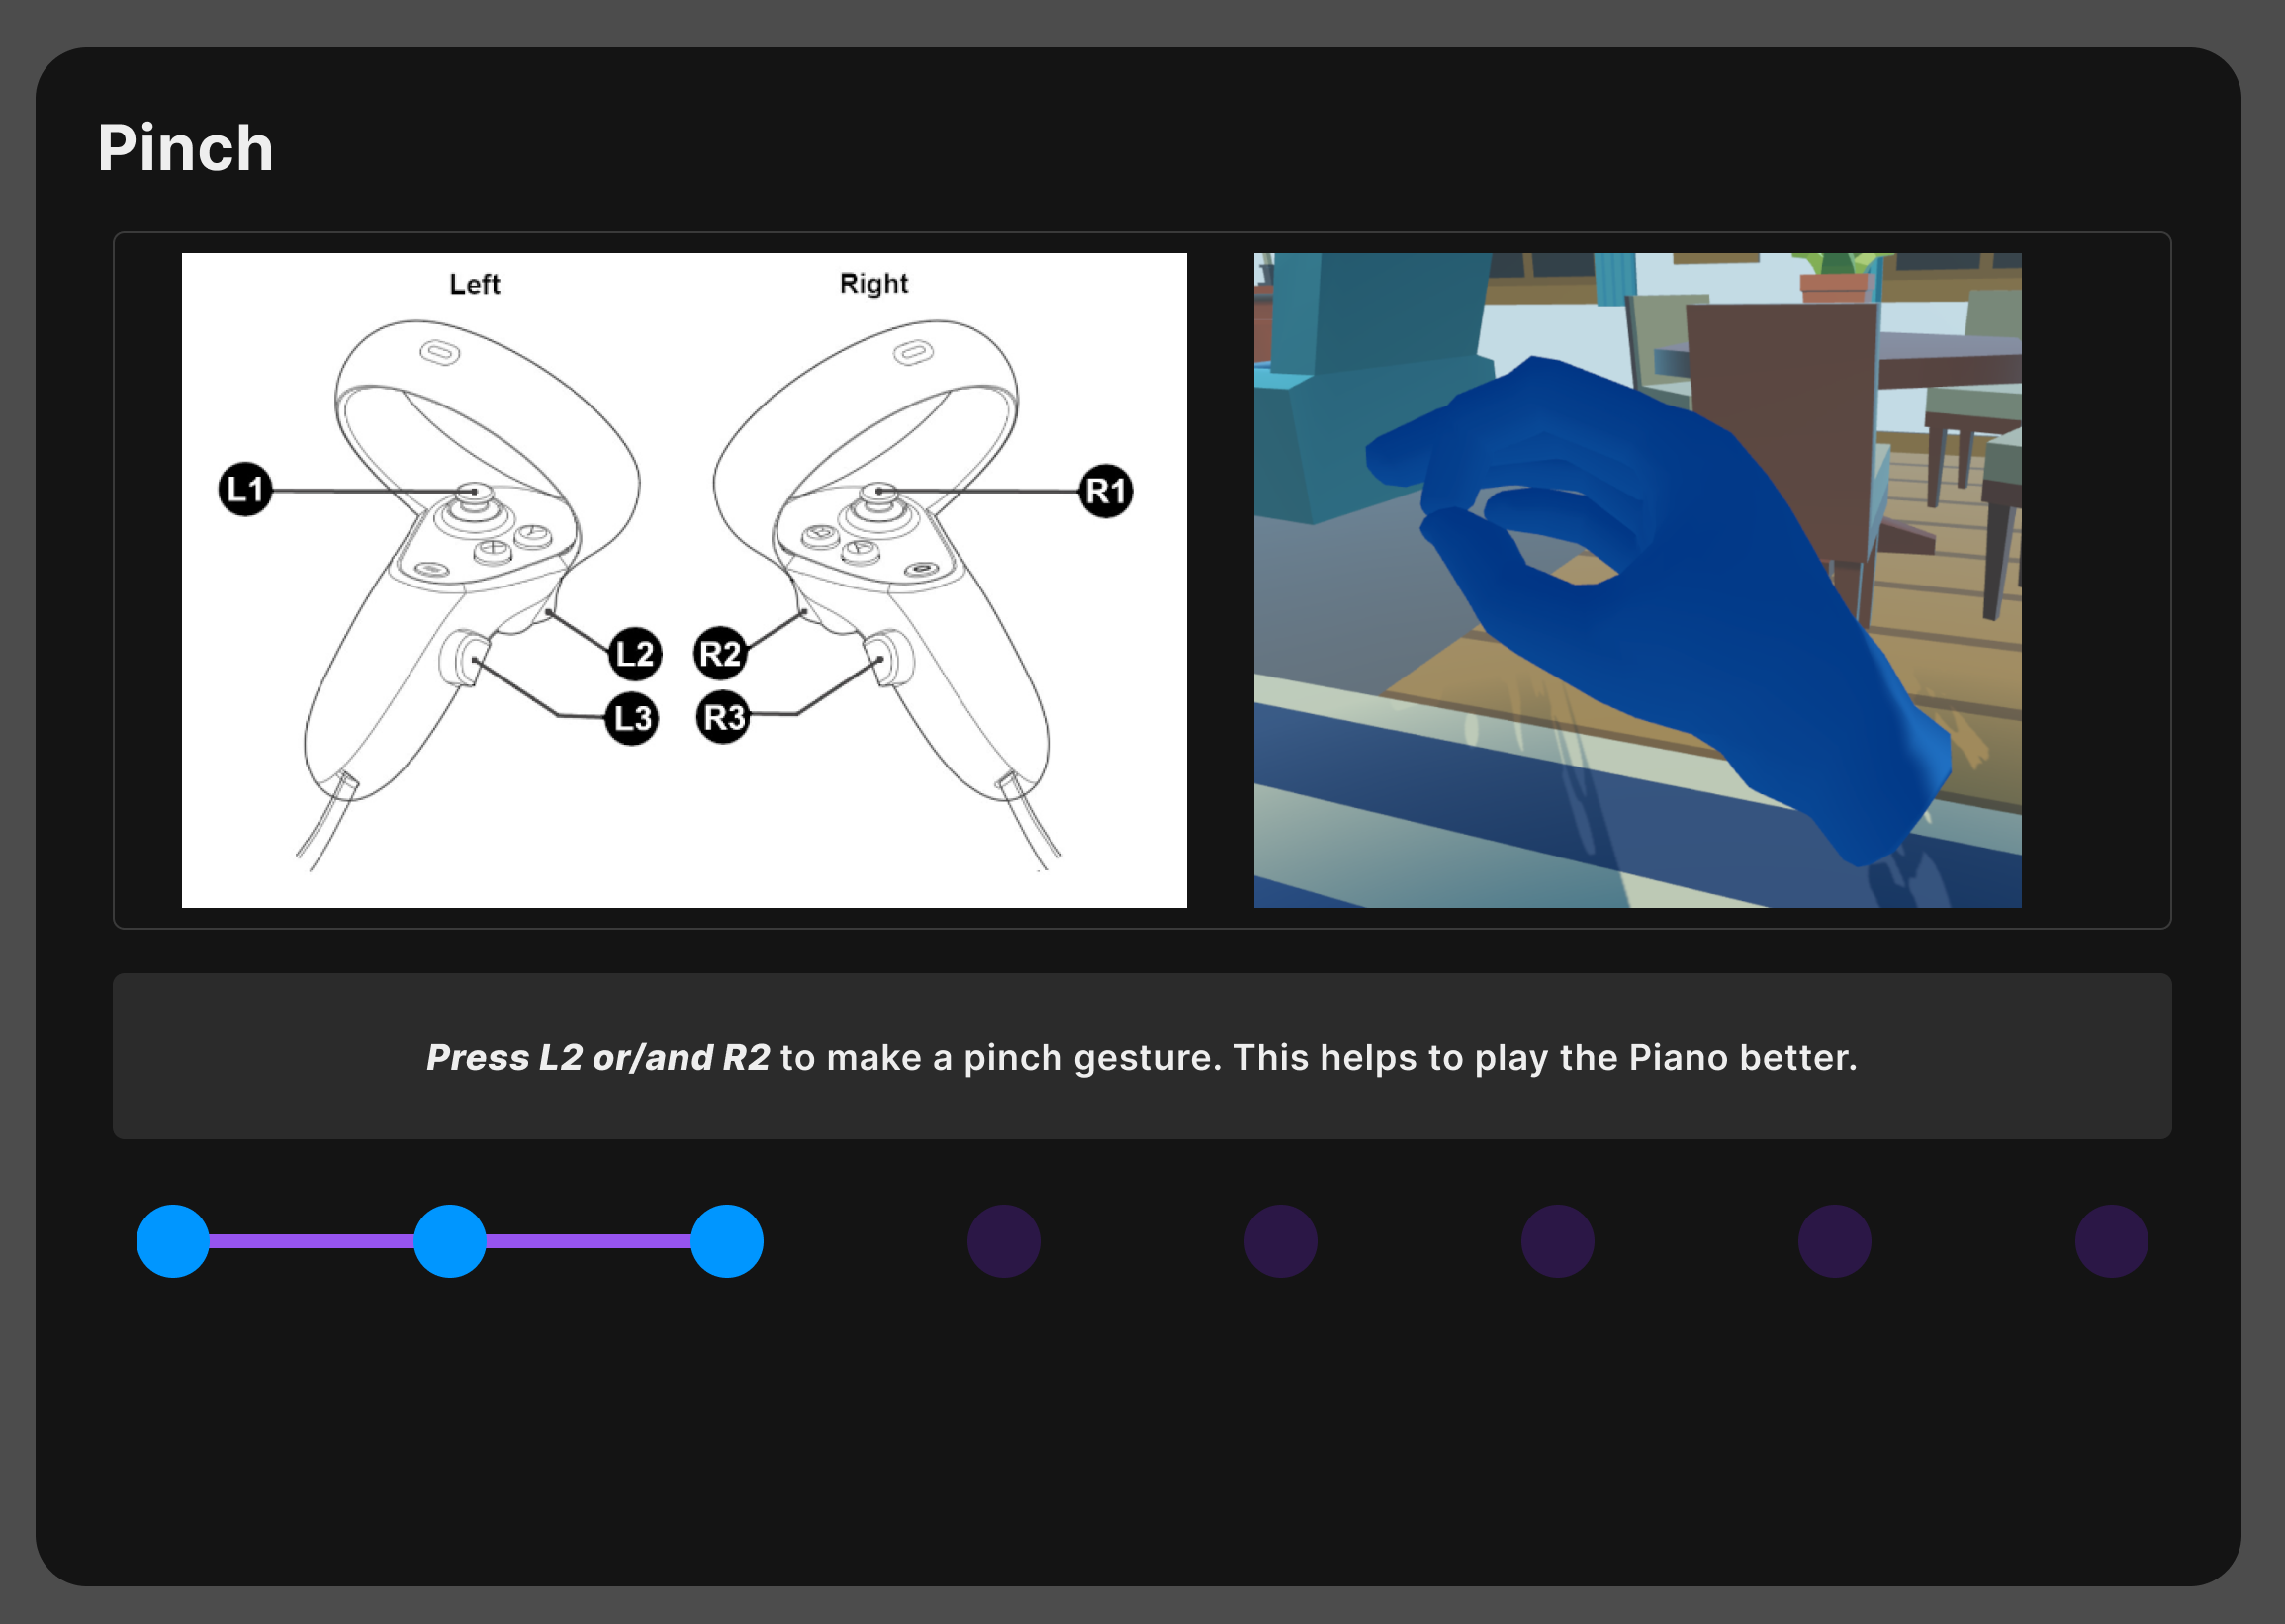 Pinch
Left Right
L1 R1
L2 R2
L3 R3
Press L2 or/and R2 to make a pinch gesture. This helps to play the Piano better.